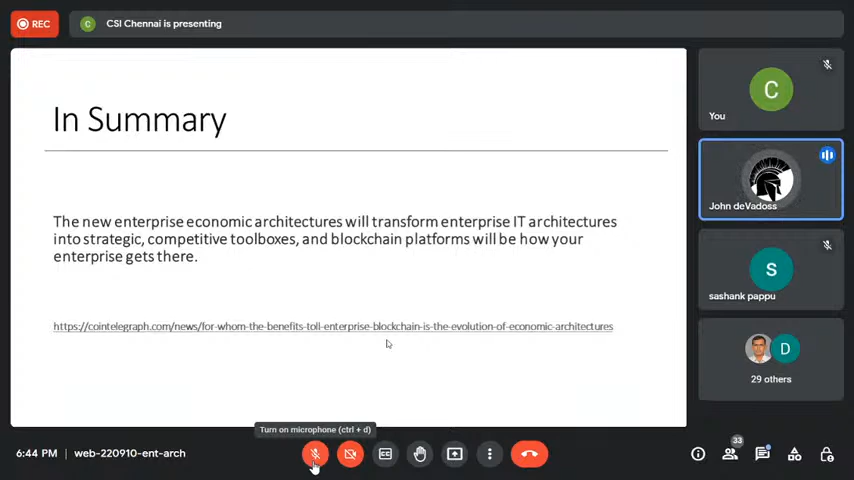 REC
C
CSI Chennai is presenting
In Summary
The new enterprise economic architectures will transform enterprise IT architectures
into strategic, competitive toolboxes, and blockchain platforms will be how your
enterprise gets there.
https://cointelegraph.com/news/for-whom-the-benefits-toll-enterprise-blockchain-is-the-evolution-of-economic-architectures
C
You
John deVadoss
s
sashank pappu
D
29 others
Turn on microphone (ctrl + d)
6:44 PM | web-220910-ent-arch
33